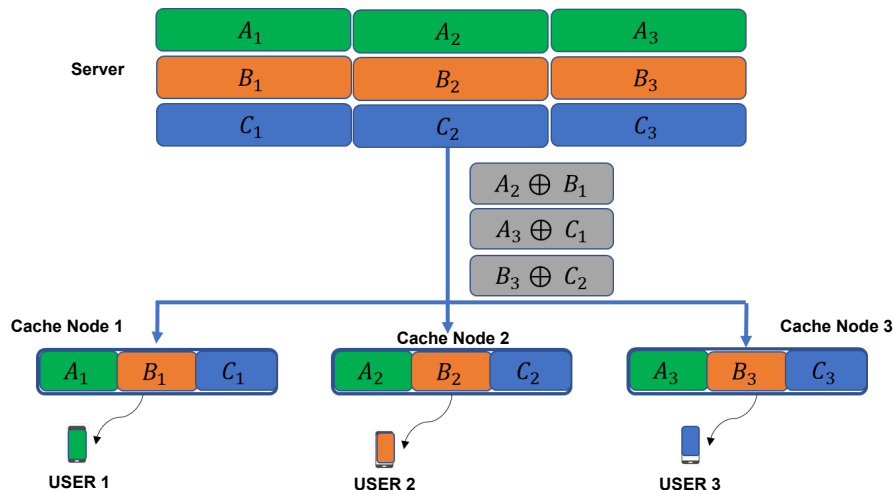 A₁ A₂ A₃
Server
B₁ B₂ B₃
C₁ C₂ C₃
A₂ ⊕ B₁
A₃ ⊕ C₁
B₃ ⊕ C₂
Cache Node 1
Cache Node 2
Cache Node 3
A₁ B₁ C₁
A₂ B₂ C₂
A₃ B₃ C₃
USER 1
USER 2
USER 3